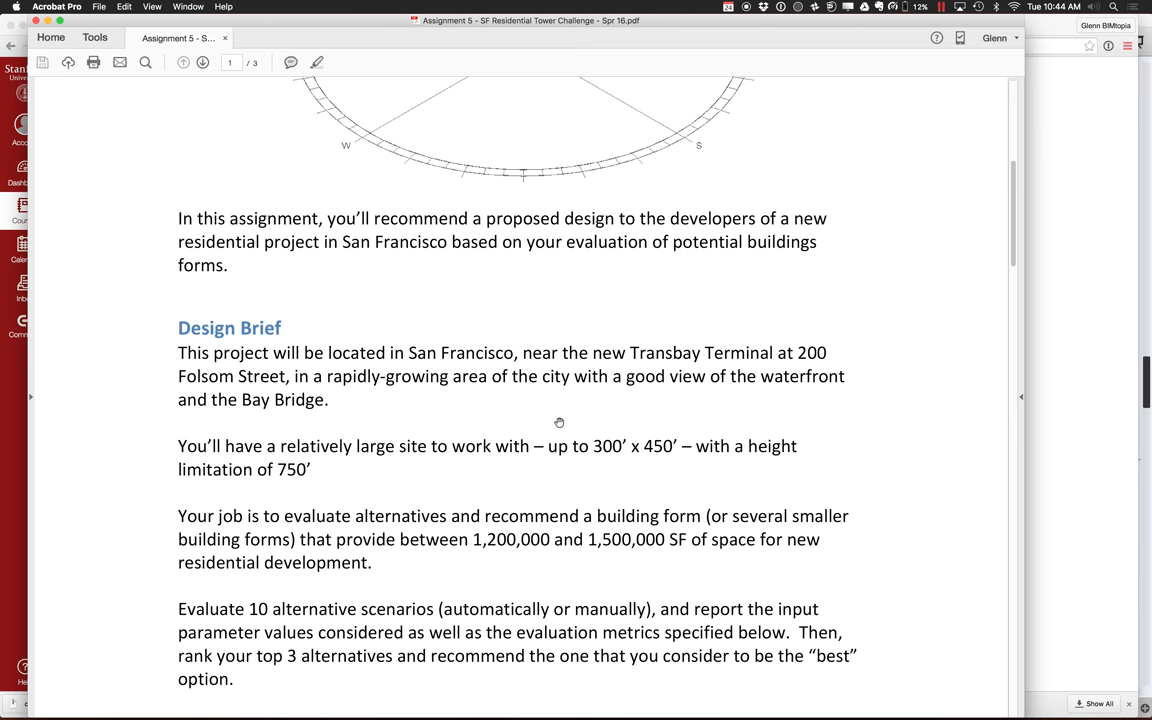 Acrobat Pro File Edit View Window Help
24
12%
Tue 10:44 AM
Assignment 5 - SF Residential Tower Challenge - Spr 16.pdf
Glenn BIMtopia
Home Tools Assignment 5 - S... ×
Glenn
1 / 3
W
S
In this assignment, you’ll recommend a proposed design to the developers of a new
residential project in San Francisco based on your evaluation of potential buildings
forms.
Design Brief
This project will be located in San Francisco, near the new Transbay Terminal at 200
Folsom Street, in a rapidly-growing area of the city with a good view of the waterfront
and the Bay Bridge.
You’ll have a relatively large site to work with – up to 300’ x 450’ – with a height
limitation of 750’
Your job is to evaluate alternatives and recommend a building form (or several smaller
building forms) that provide between 1,200,000 and 1,500,000 SF of space for new
residential development.
Evaluate 10 alternative scenarios (automatically or manually), and report the input
parameter values considered as well as the evaluation metrics specified below. Then,
rank your top 3 alternatives and recommend the one that you consider to be the “best”
option.
Show All